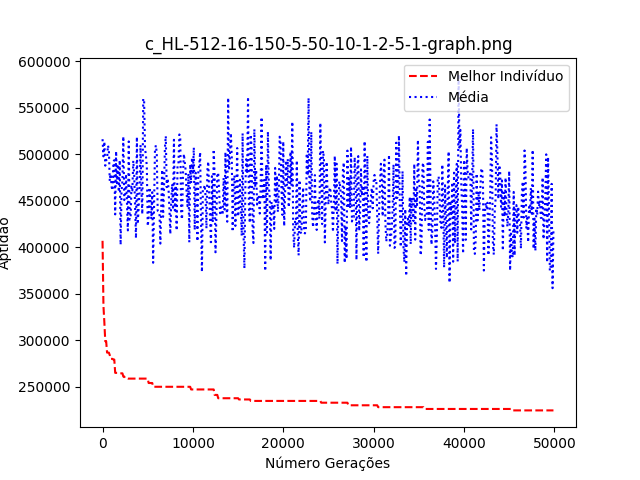 c_HL-512-16-150-5-50-10-1-2-5-1-graph.png
600000
550000
500000
450000
400000
350000
300000
250000
Aptidão
Melhor Indivíduo
Média
0
10000
20000
30000
40000
50000
Número Gerações